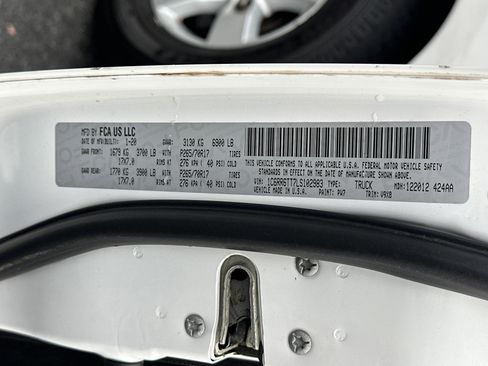 MFD BY FCA US LLC
DATE OF MFR(BUILT): 1-20 GVWR: 3130 KG 6900 LB
GAWR FRONT: 1679 KG 3700 LB WITH P265/70R17 TIRES
17X7.0 RIMS AT 276 KPA / 40 PSI COLD
GAWR REAR: 1770 KG 3900 LB WITH P265/70R17 TIRES
17X7.0 RIMS AT 276 KPA / 40 PSI COLD
THIS VEHICLE CONFORMS TO ALL APPLICABLE U.S.A. FEDERAL MOTOR VEHICLE SAFETY
STANDARDS IN EFFECT ON THE DATE OF MANUFACTURE SHOWN ABOVE.
VIN: 1C6RR6TT7LS102983 TYPE: TRUCK MDH: 122012 424AA
VEHICLE MADE IN U.S.A. PAINT: PW7 TRIM: V9X8